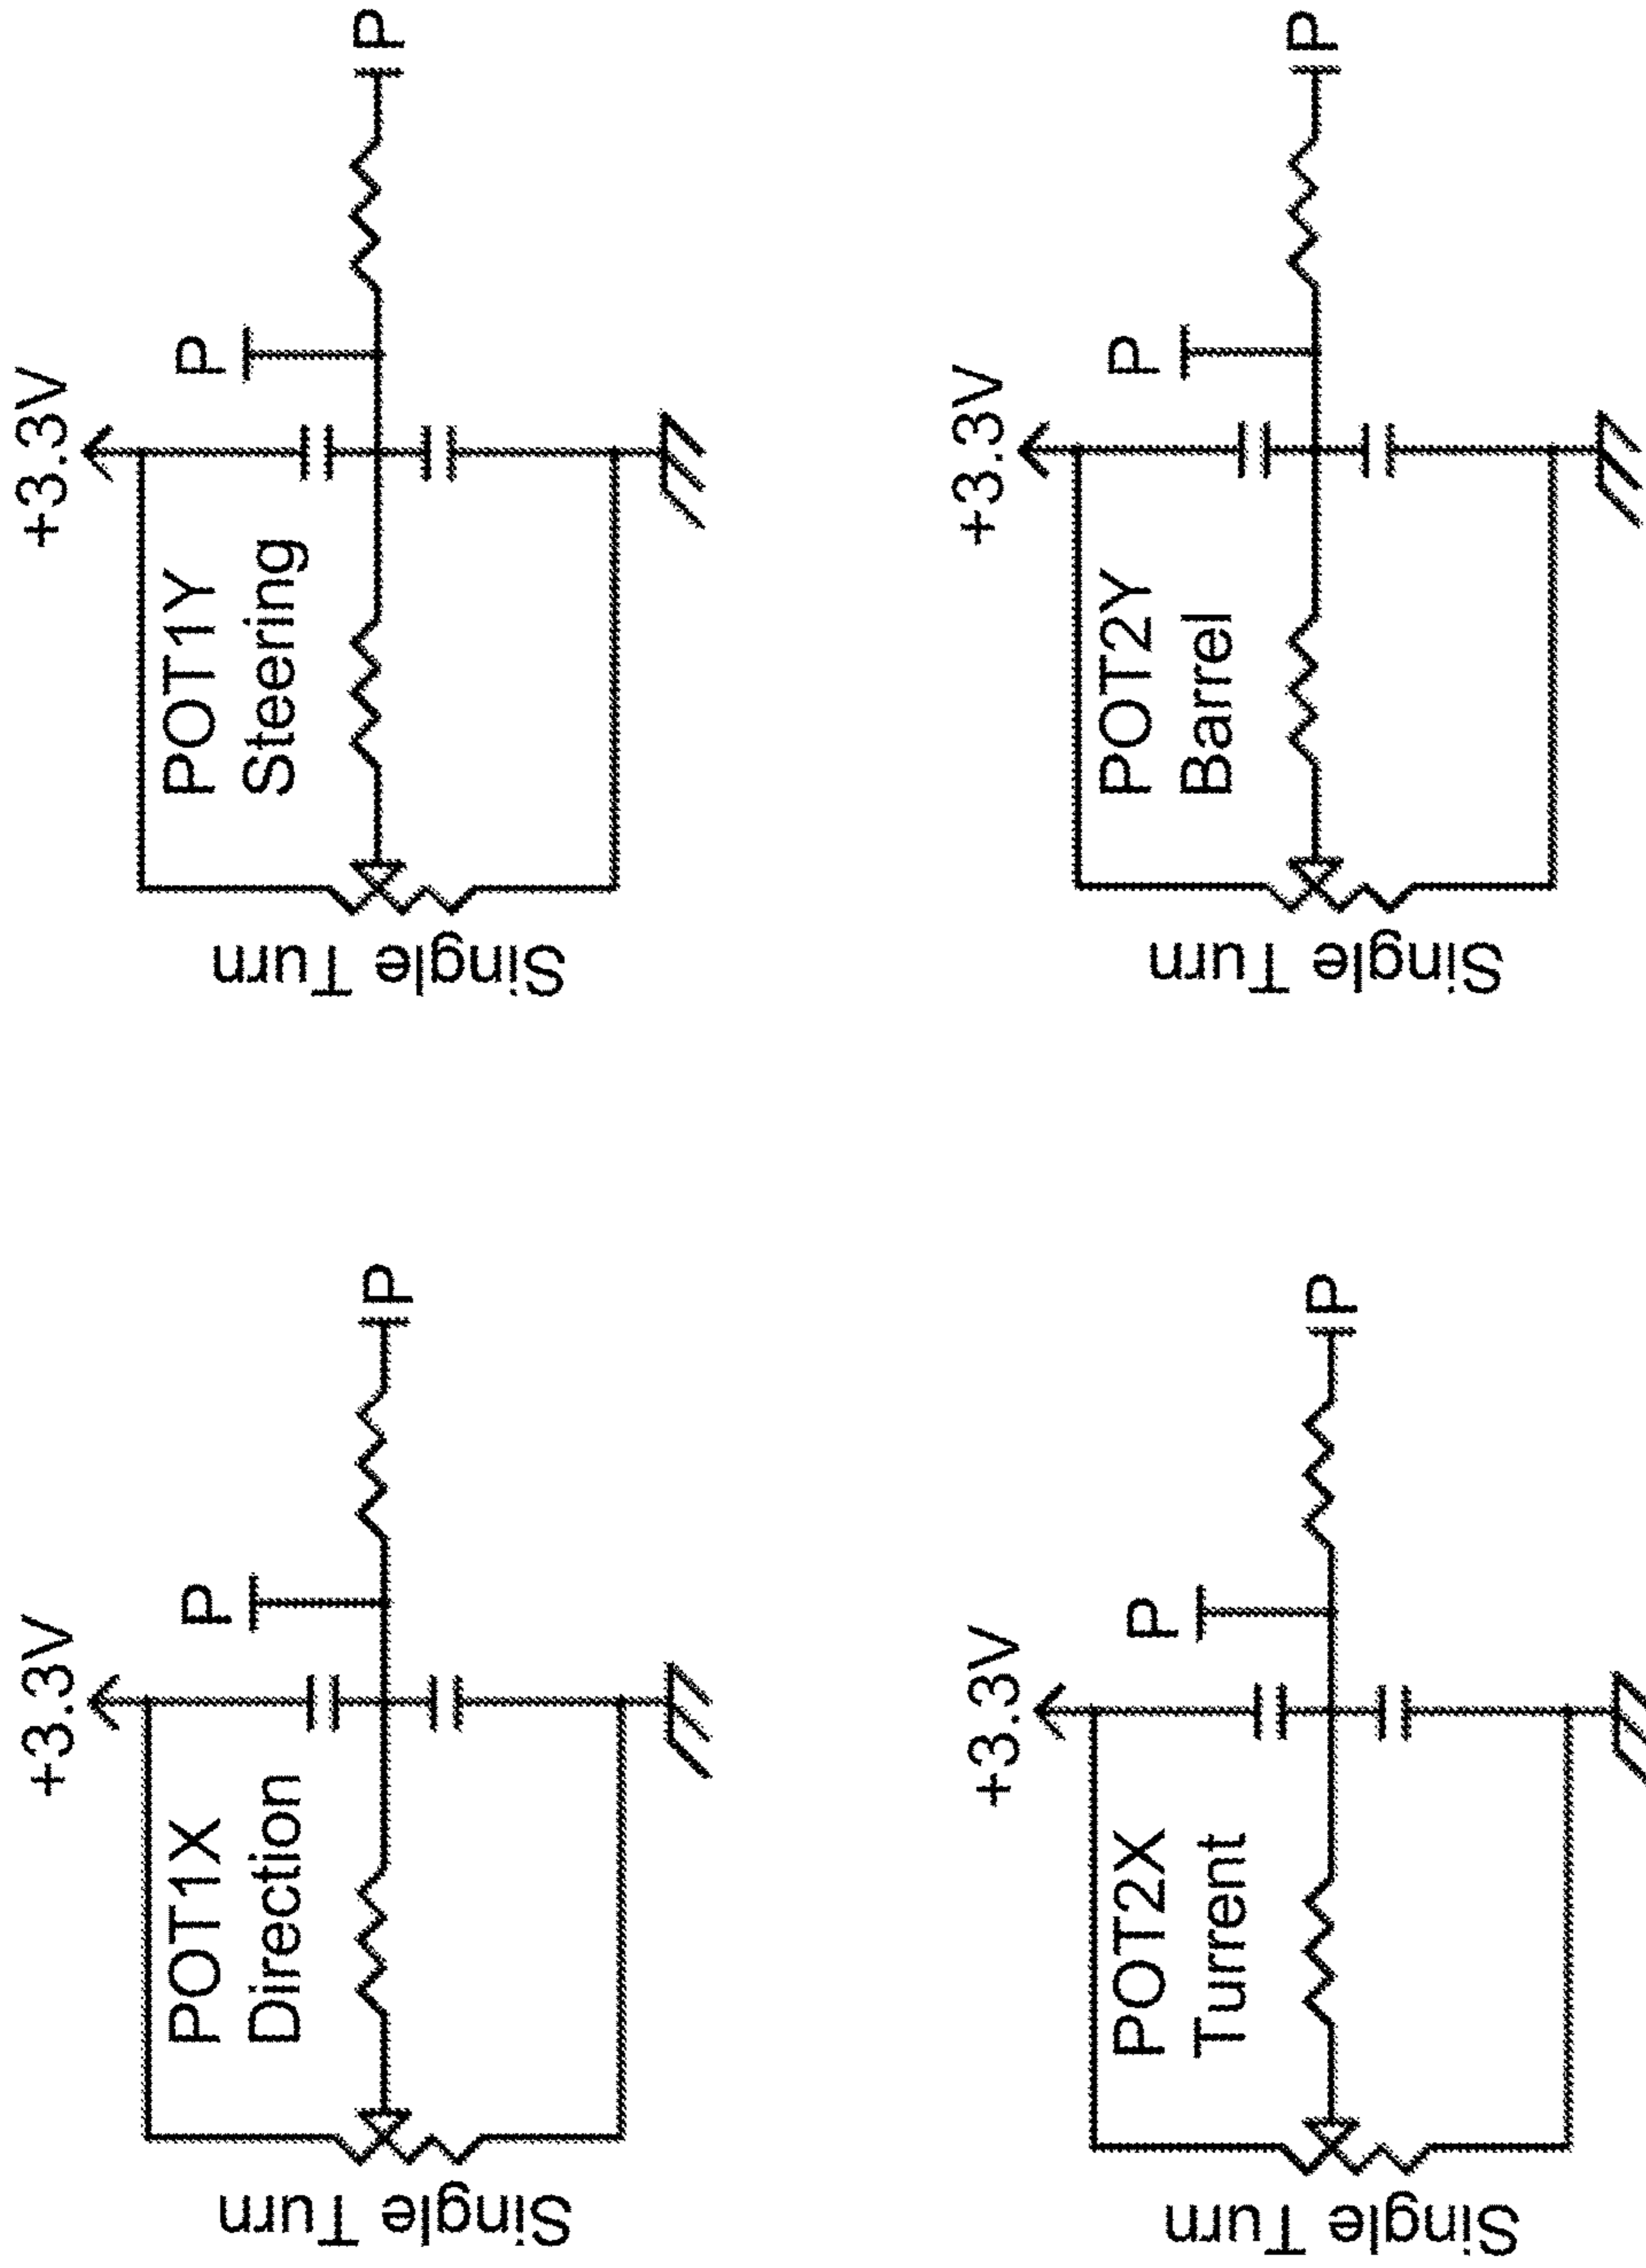 +3.3V
POT1X
Direction
P
P
Single Turn
+3.3V
POT1Y
Steering
P
P
Single Turn
+3.3V
POT2X
Turrent
P
P
Single Turn
+3.3V
POT2Y
Barrel
P
P
Single Turn